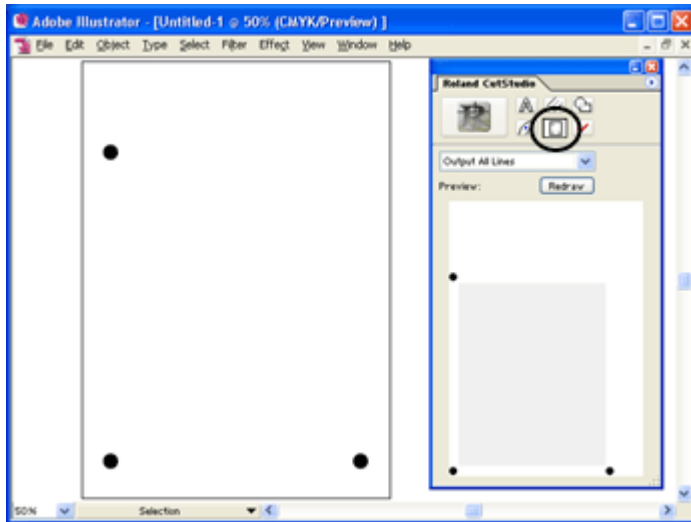 Adobe Illustrator - [Untitled-1 @ 50% (CMYK/Preview) ]
File Edit Object Type Select Filter Effect View Window Help
Roland CutStudio
Output All Lines
Preview:
Redraw
50%
Selection